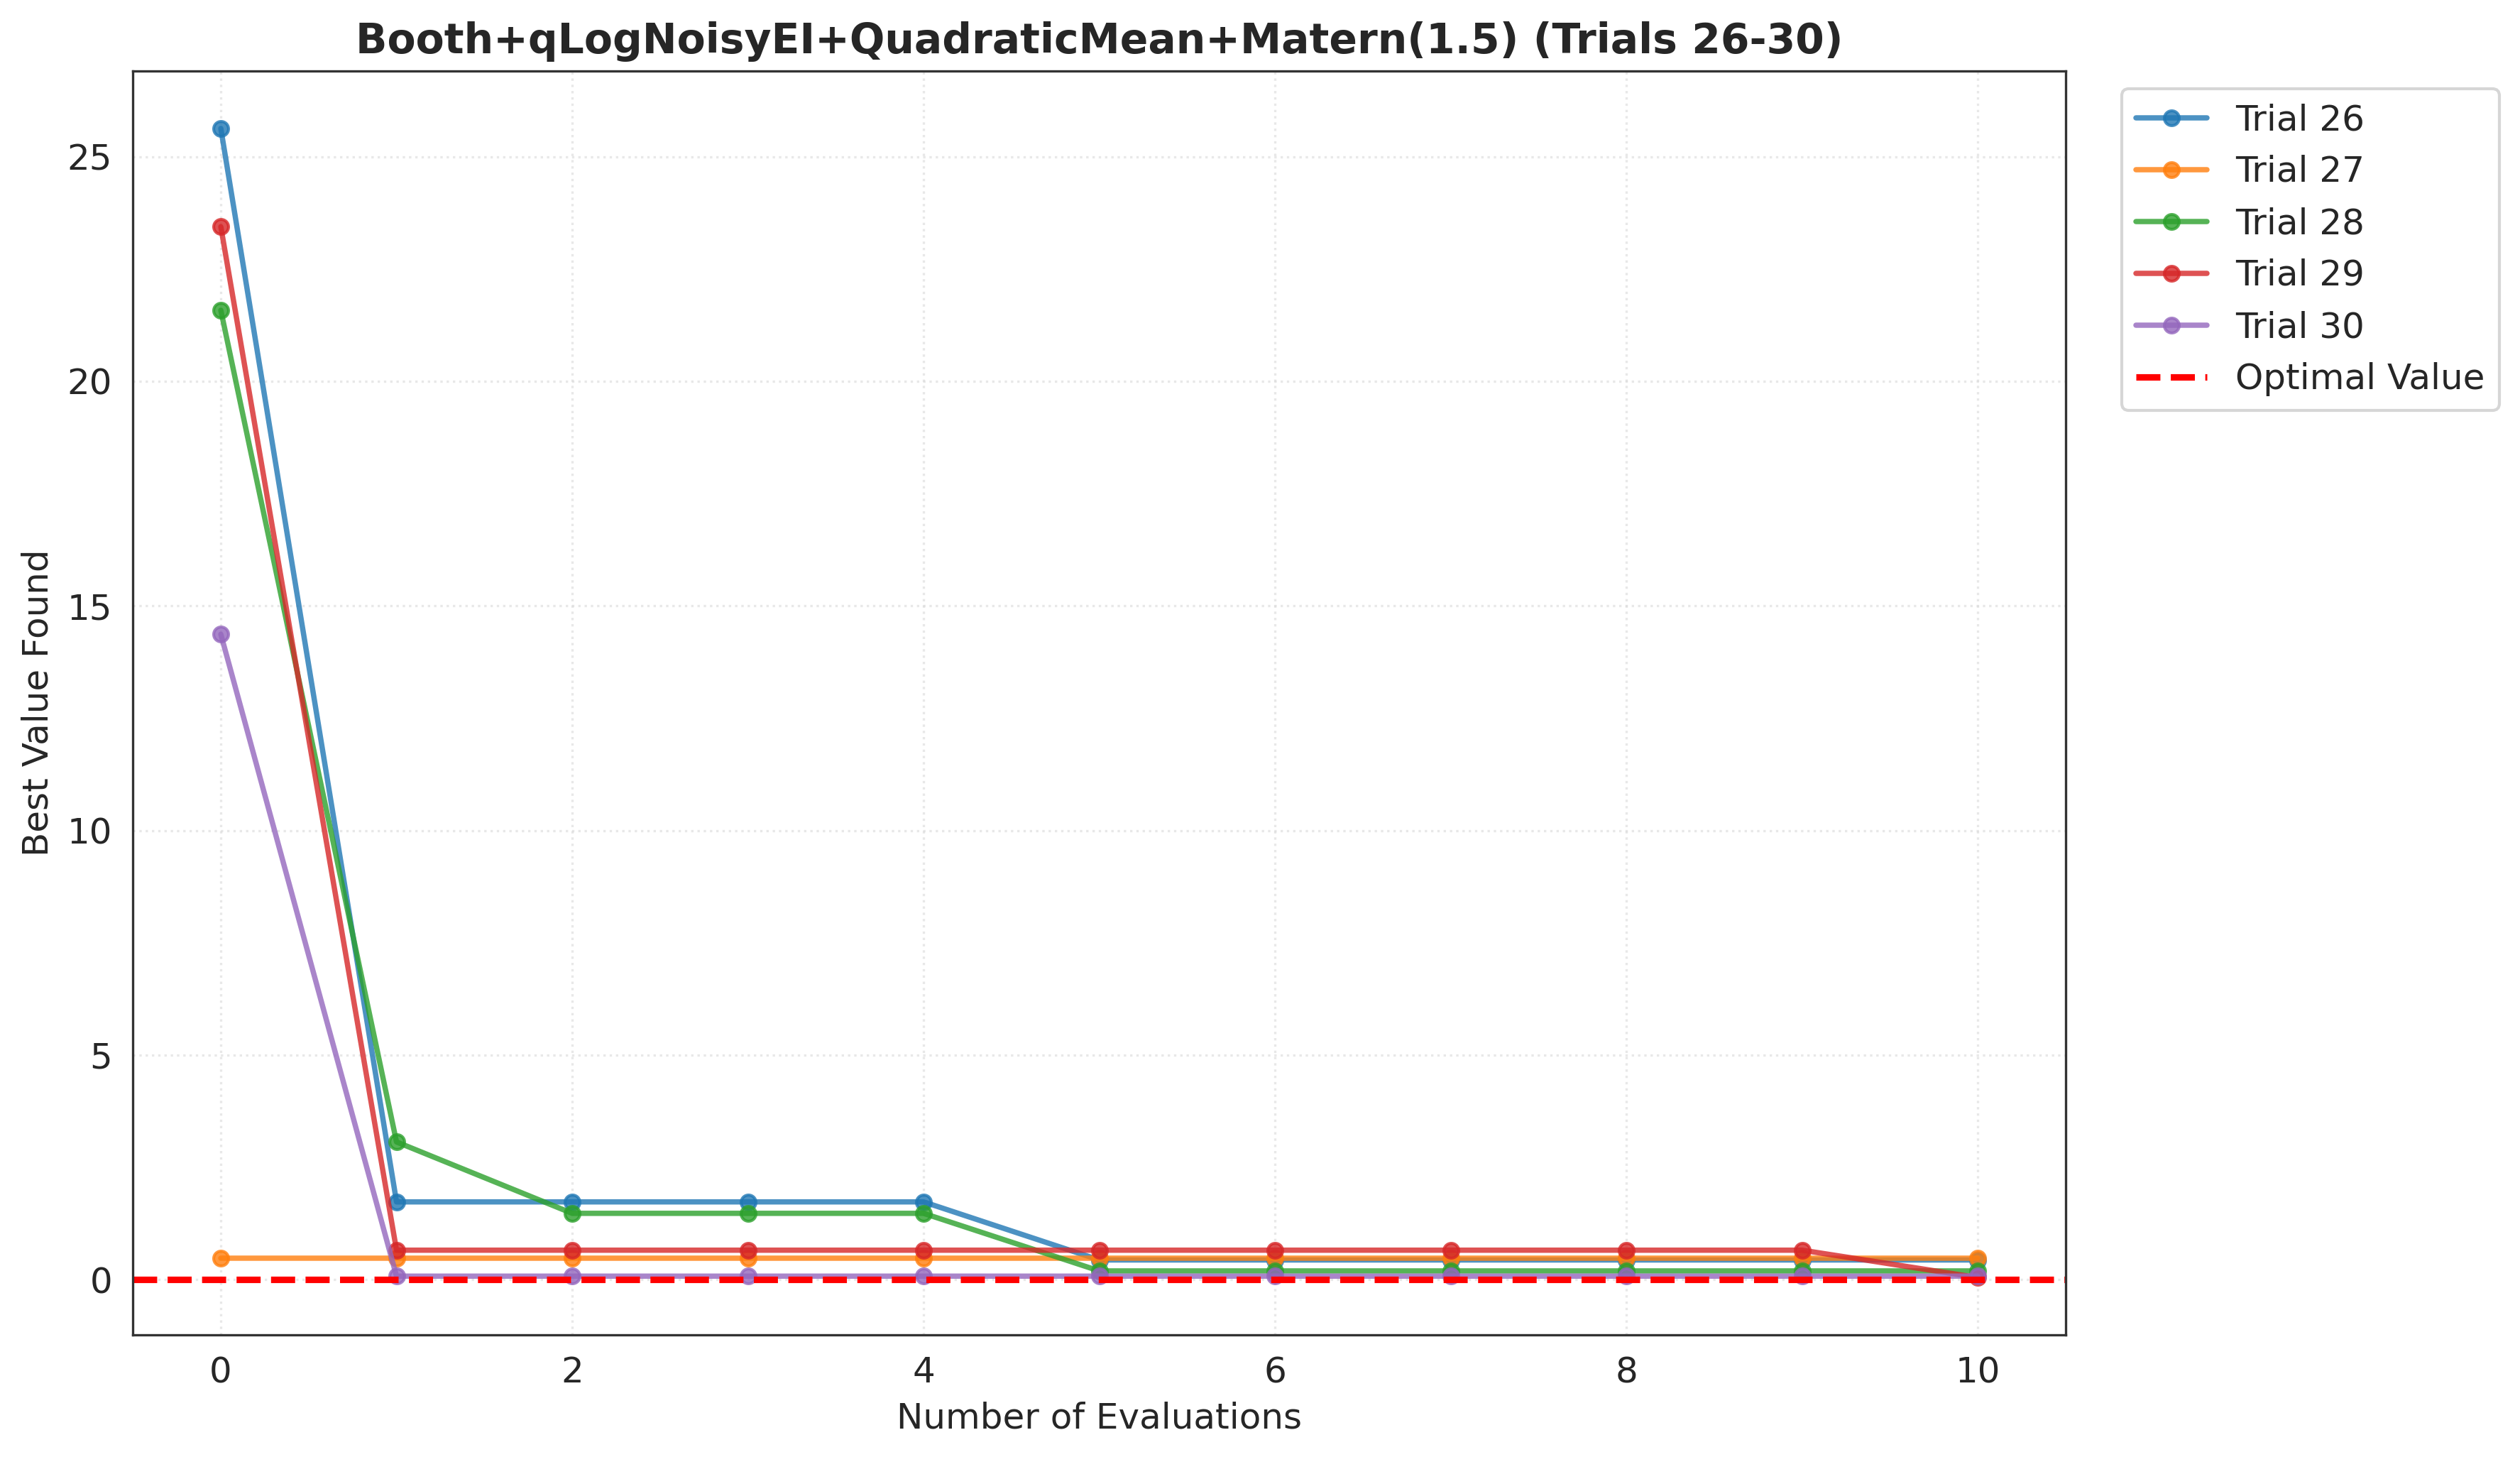 Booth+qLogNoisyEI+QuadraticMean+Matern(1.5) (Trials 26-30)
Best Value Found
25
20
15
10
5
0
0 2 4 6 8 10
Number of Evaluations
Trial 26
Trial 27
Trial 28
Trial 29
Trial 30
Optimal Value